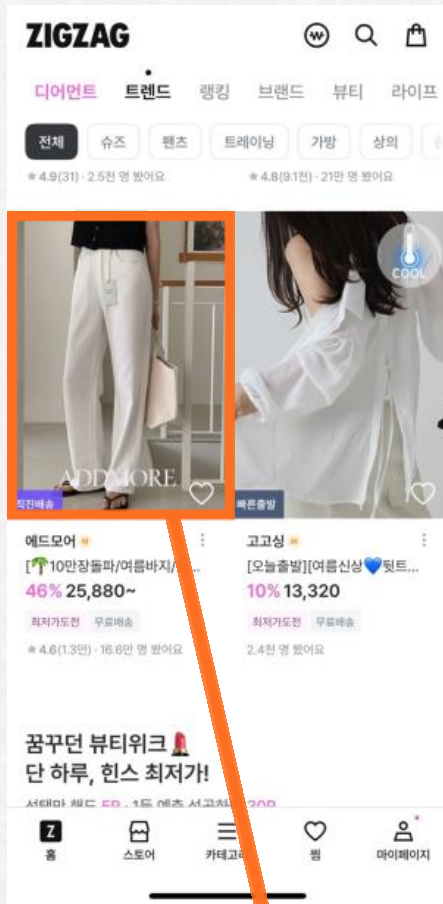 ZIGZAG
디어먼트 트렌드 랭킹 브랜드 뷰티 라이프
전체 슈즈 팬츠 트레이닝 가방 상의
★4.9(31)·2.5천 명 봤어요
★4.8(9.1천)·21만 명 봤어요
COOL
ADDMORE
직진배송
빠른출발
에드모어
[🌴10만장돌파/여름바지/
46% 25,880~
최저가도전 무료배송
★4.6(1.3만)·16.6만 명 봤어요
고고싱
[오늘출발][여름신상💙뒷트...
10% 13,320
최저가도전 무료배송
2.4천 명 봤어요
꿈꾸던 뷰티위크💄
단 하루, 힌스 최저가!
Z
홈 스토어 카테고리 찜 마이페이지